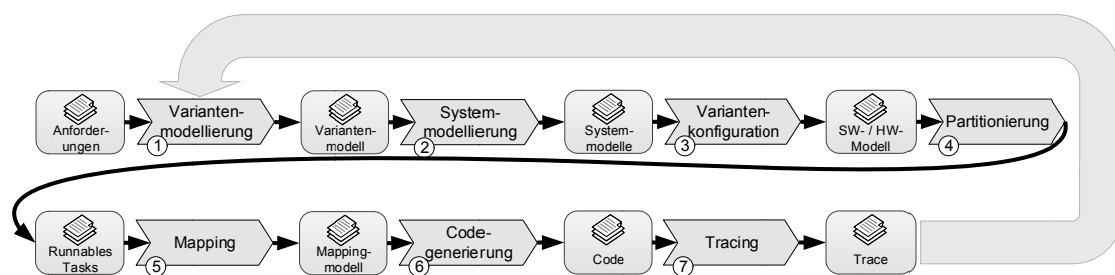 Anforder-
ungen
Varianten-
modellierung
1
Varianten-
modell
System-
modellierung
2
System-
modelle
Varianten-
konfiguration
3
SW- / HW-
Modell
Partitionierung
4
Runnables
Tasks
Mapping
5
Mapping-
modell
Code-
generierung
6
Code
Tracing
7
Trace